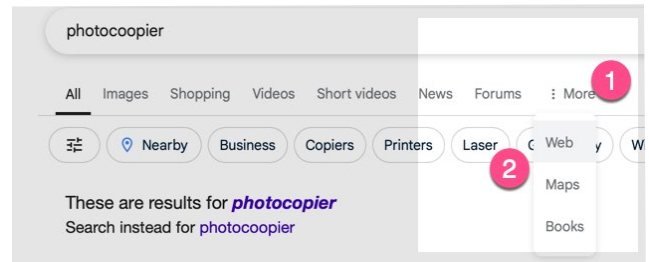 photocoopier
All Images Shopping Videos Short videos News Forums More 1
Nearby Business Copiers Printers Laser
2 Web
Maps
Books
These are results for photocopier
Search instead for photocoopier